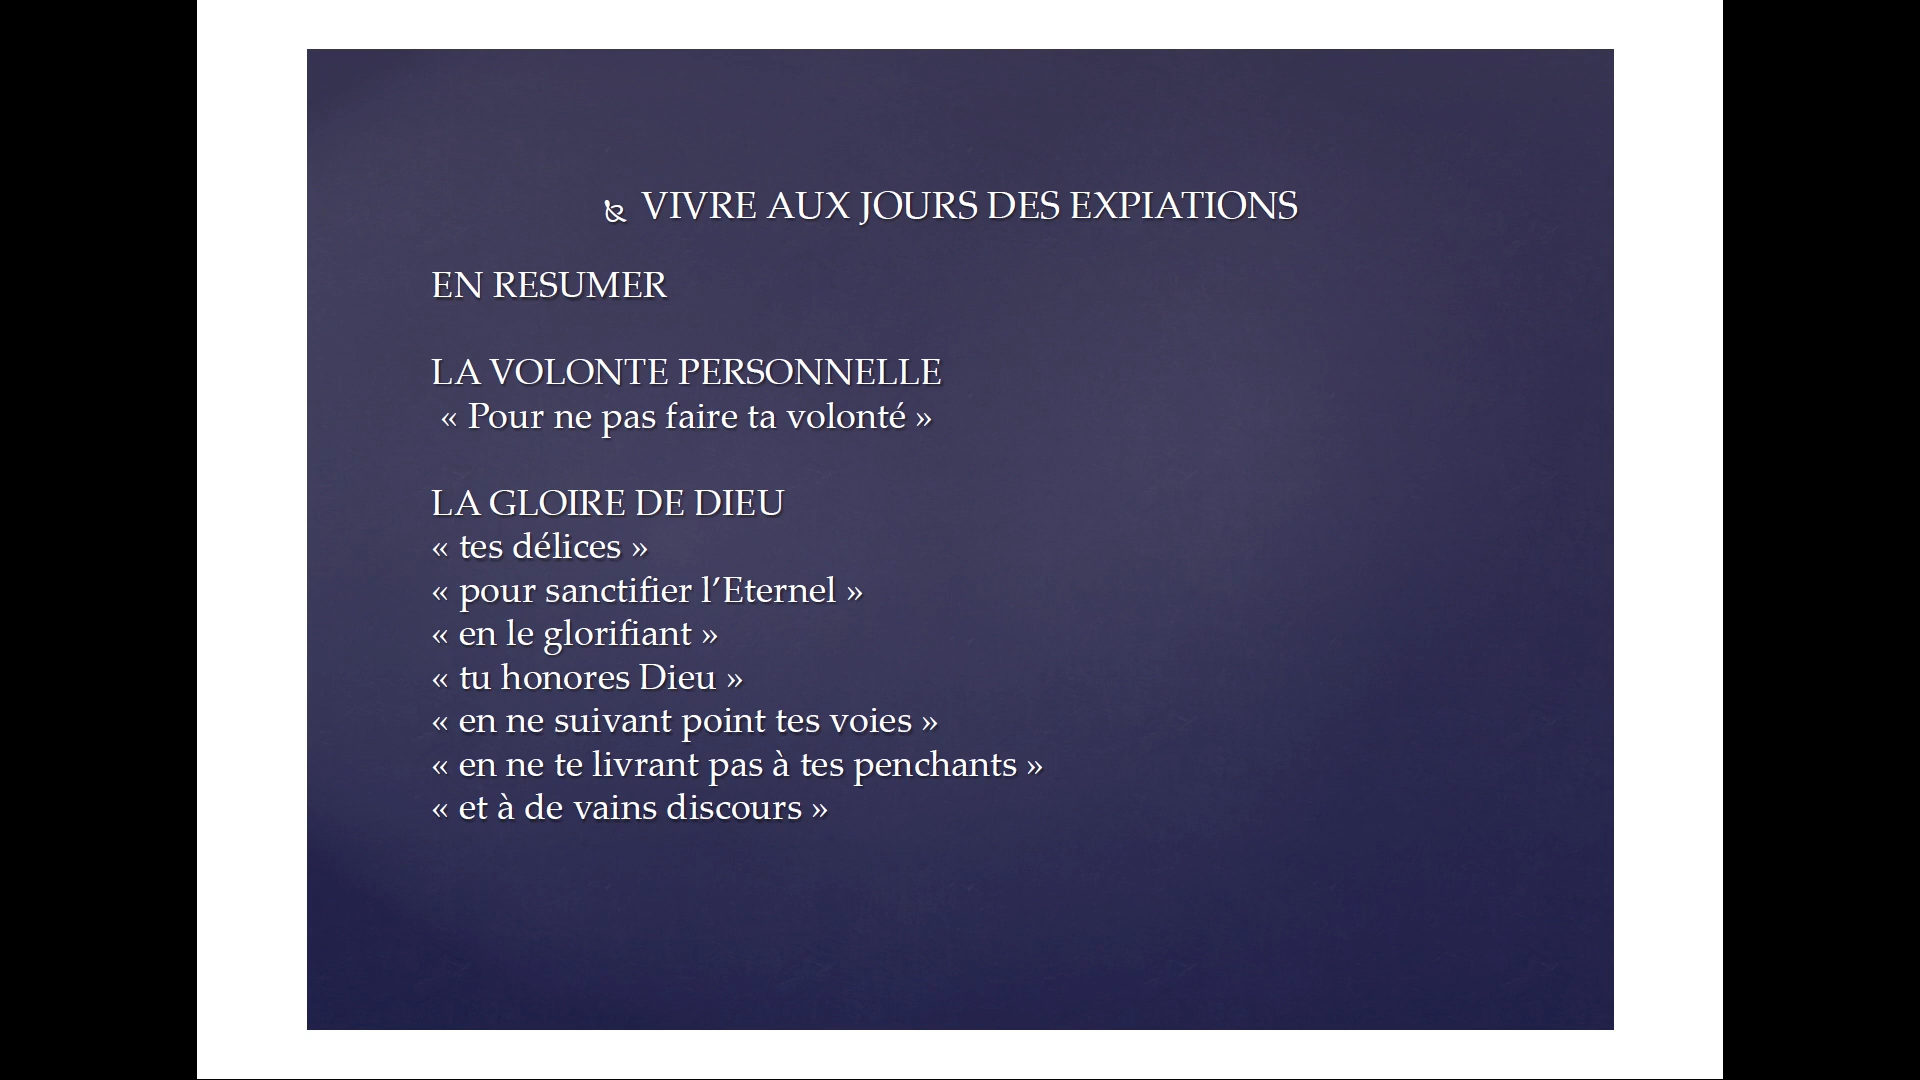 VIVRE AUX JOURS DES EXPIATIONS
EN RESUMER
LA VOLONTE PERSONNELLE
« Pour ne pas faire ta volonté »
LA GLOIRE DE DIEU
« tes délices »
« pour sanctifier l’Eternel »
« en le glorifiant »
« tu honores Dieu »
« en ne suivant point tes voies »
« en ne te livrant pas à tes penchants »
« et à de vains discours »